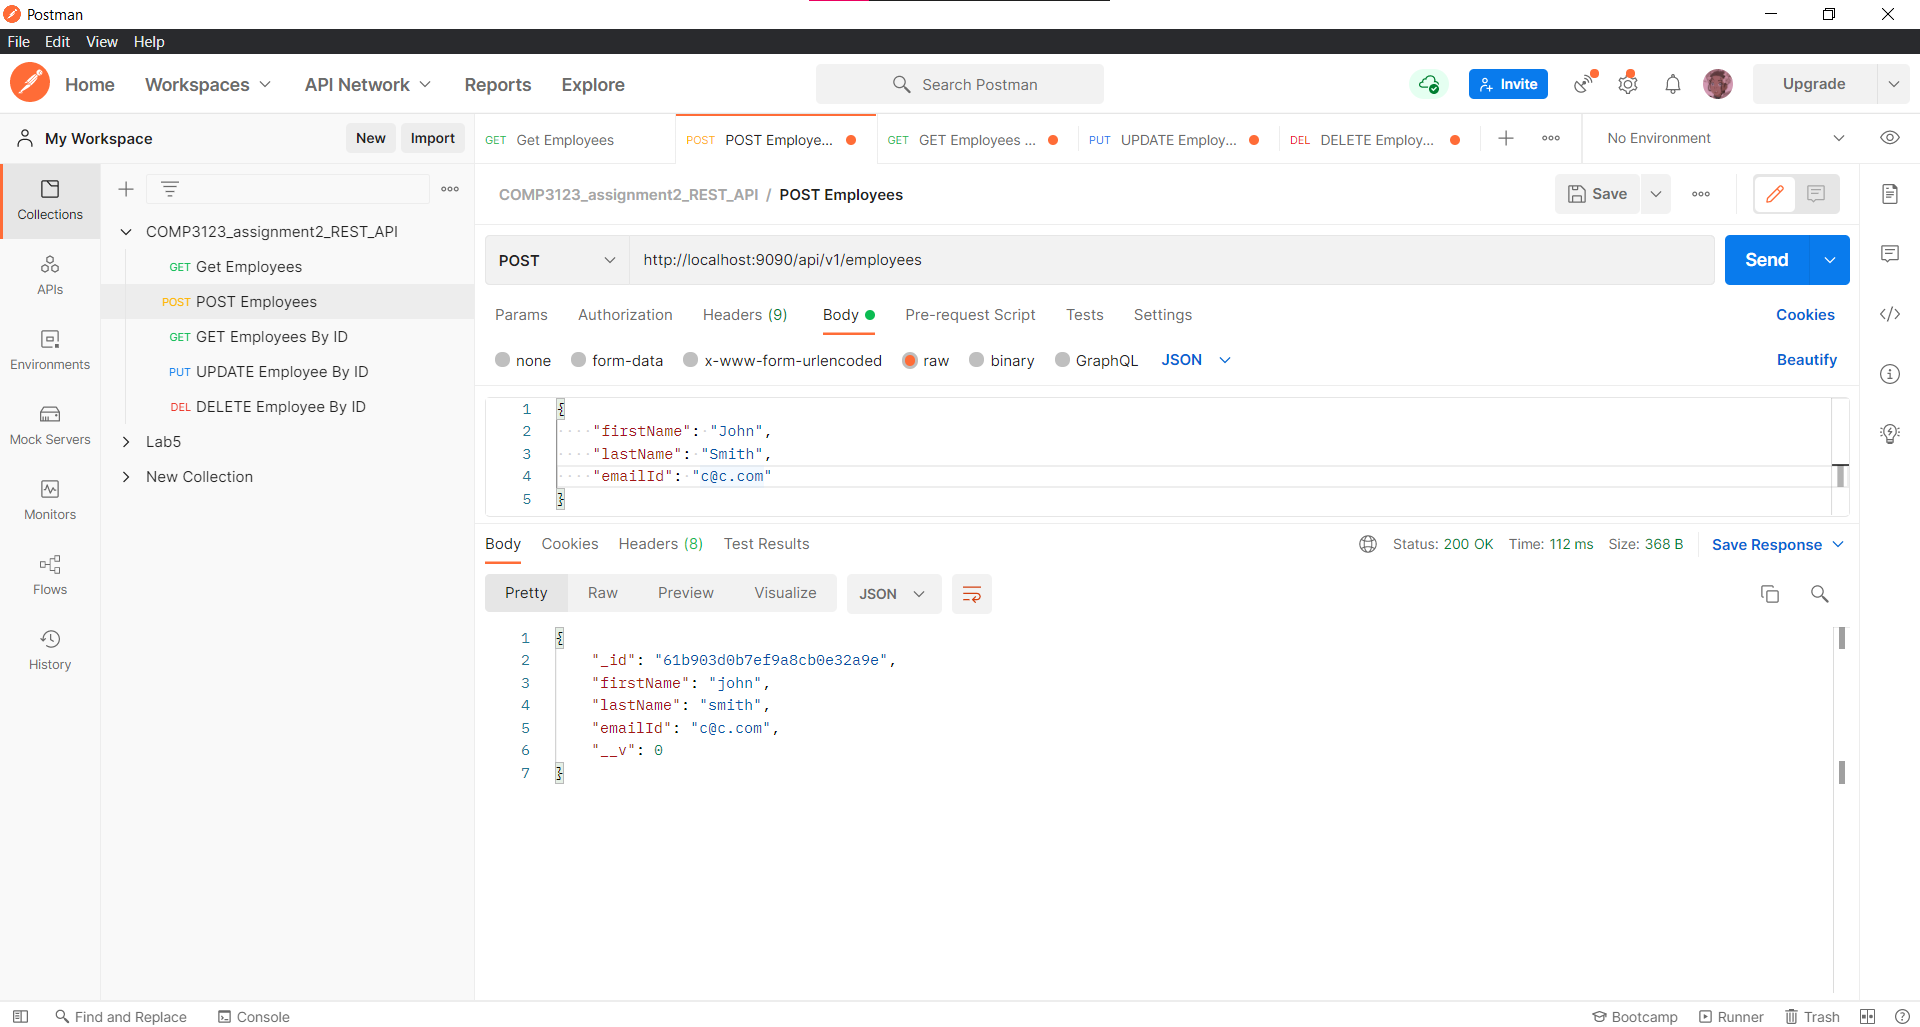 Postman
File Edit View Help
Home Workspaces API Network Reports Explore Search Postman Invite Upgrade
My Workspace New Import
GET Get Employees POST POST Employe... GET GET Employees ... PUT UPDATE Employ... DEL DELETE Employ... No Environment
COMP3123_assignment2_REST_API / POST Employees Save
Collections
APIs
Environments
Mock Servers
Monitors
Flows
History
COMP3123_assignment2_REST_API
GET Get Employees
POST POST Employees
GET GET Employees By ID
PUT UPDATE Employee By ID
DEL DELETE Employee By ID
Lab5
New Collection
POST http://localhost:9090/api/v1/employees Send
Params Authorization Headers (9) Body Pre-request Script Tests Settings Cookies
none form-data x-www-form-urlencoded raw binary GraphQL JSON Beautify
1 {
2 "firstName": "John",
3 "lastName": "Smith",
4 "emailId": "c@c.com"
5 }
Body Cookies Headers (8) Test Results Status: 200 OK Time: 112 ms Size: 368 B Save Response
Pretty Raw Preview Visualize JSON
1 {
2 "_id": "61b903d0b7ef9a8cb0e32a9e",
3 "firstName": "john",
4 "lastName": "smith",
5 "emailId": "c@c.com",
6 "__v": 0
7 }
Find and Replace Console Bootcamp Runner Trash